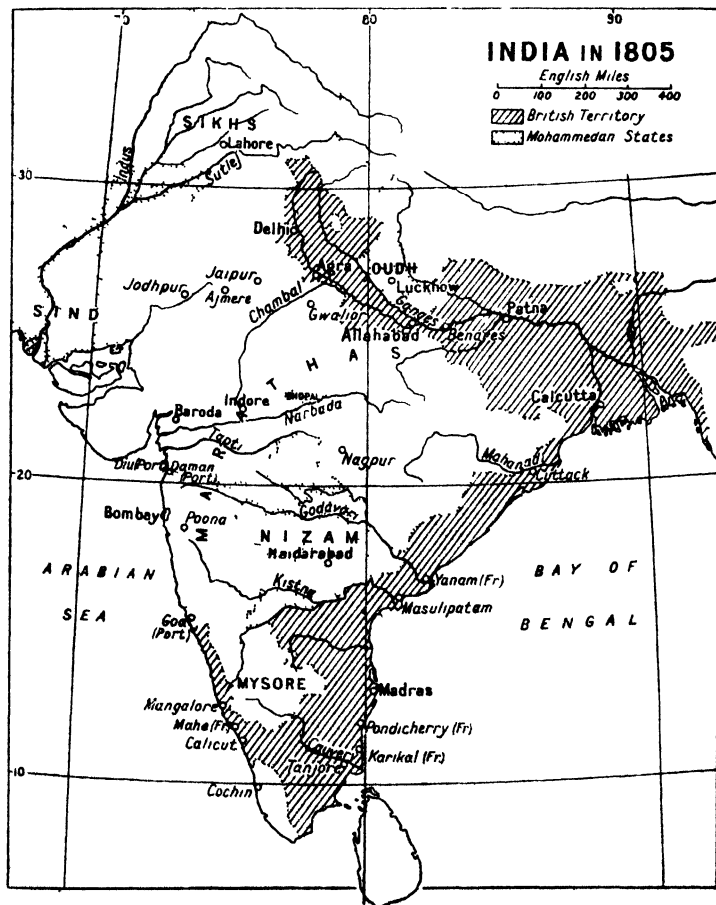 70
80
90
INDIA IN 1805
English Miles
0 100 200 300 400
British Territory
Mohammedan States
SIKHS
Lahore
Indus
Sutlej
30
Delhi
Agra
OUDH
Lucknow
Jaipur
Jodhpur
Ajmere
Chambal
Gwalior
Ganges
Patna
SIND
Allahabad
Benares
MARATHAS
Indore
BHOPAL
Narbada
Calcutta
Baroda
Tapti
Mahanadi
Nagpur
Diu(Port)
Daman
(Port)
Cuttack
20
Godavari
Bombay
Poona
NIZAM
Haidarabad
ARABIAN
SEA
Kistna
Yanam (Fr)
BAY OF
BENGAL
Masulipatam
Goa
(Port)
MYSORE
Madras
Mangalore
Mahe (Fr)
Pondicherry (Fr)
Calicut
Cauvery
Karikal (Fr.)
Tanjore
10
Cochin